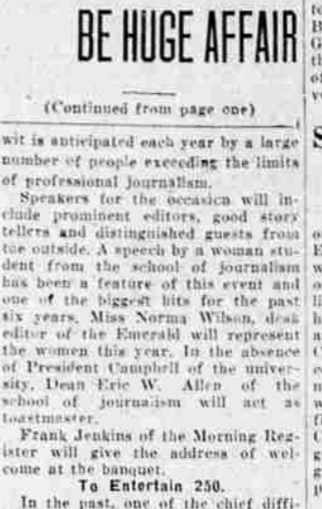 BE HUGE AFFAIR
(Continued from page one)
wit is anticipated each year by a large
number of people exceeding the limits
of professional journalism.
Speakers for the occasion will in-
clude prominent editors, good story
tellers and distinguished guests from
the outside. A speech by a woman stu-
dent from the school of journalism
has been a feature of this event and
one of the biggest hits for the past
six years. Miss Norma Wilson, desk
editor of the Emerald will represent
the women this year. In the absence
of President Campbell of the univer-
sity, Dean Eric W. Allen of the
school of journalism will act as
toastmaster.
Frank Jenkins of the Morning Reg-
ister will give the address of wel-
come at the banquet.
To Entertain 250.
In the past, one of the chief diffi-